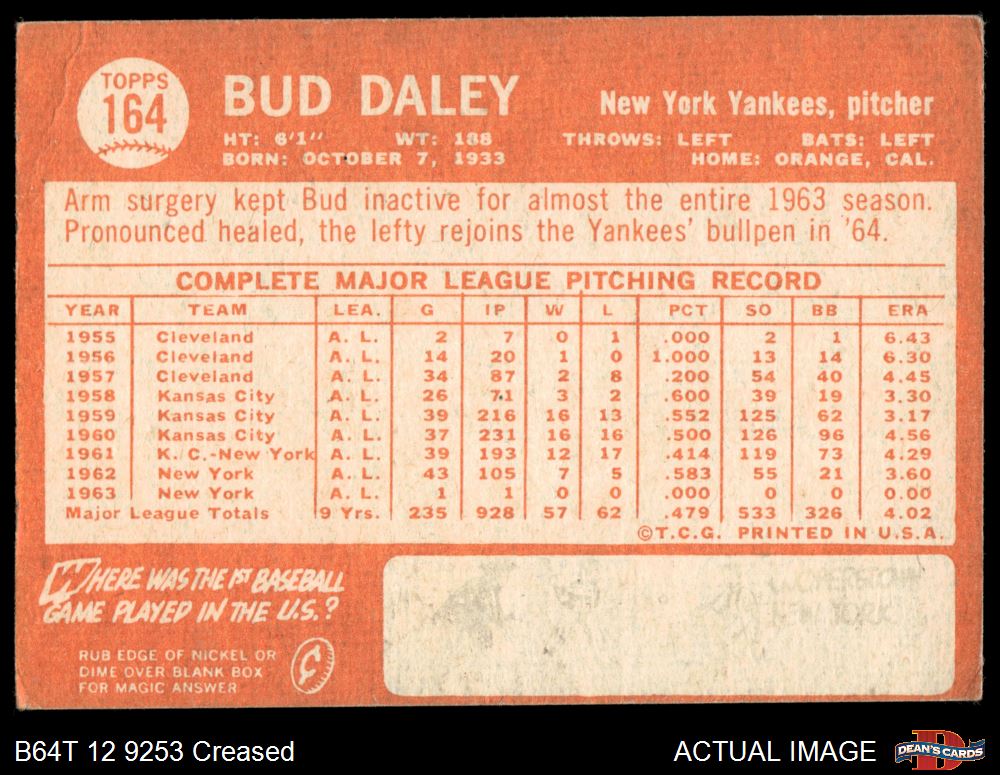 TOPPS
164
BUD DALEY
New York Yankees, pitcher
HT: 6'1" WT: 188 THROWS: LEFT BATS: LEFT
BORN: OCTOBER 7, 1933 HOME: ORANGE, CAL.
Arm surgery kept Bud inactive for almost the entire 1963 season.
Pronounced healed, the lefty rejoins the Yankees' bullpen in '64.
COMPLETE MAJOR LEAGUE PITCHING RECORD
YEAR TEAM LEA. G IP W L PCT SO BB ERA
1955 Cleveland A. L. 2 7 0 1 .000 2 1 6.43
1956 Cleveland A. L. 14 20 1 0 1.000 13 14 6.30
1957 Cleveland A. L. 34 87 2 8 .200 54 40 4.45
1958 Kansas City A. L. 26 71 3 2 .600 39 19 3.30
1959 Kansas City A. L. 39 216 16 13 .552 125 62 3.17
1960 Kansas City A. L. 37 231 16 16 .500 126 96 4.56
1961 K. C.-New York A. L. 39 193 12 17 .414 119 73 4.29
1962 New York A. L. 43 105 7 5 .583 55 21 3.60
1963 New York A. L. 1 1 0 0 .000 0 0 0.00
Major League Totals 9 Yrs. 235 928 57 62 .479 533 326 4.02
©T.C.G. PRINTED IN U.S.A.
WHERE WAS THE 1ST BASEBALL
GAME PLAYED IN THE U.S.?
RUB EDGE OF NICKEL OR
DIME OVER BLANK BOX
FOR MAGIC ANSWER
COOPERSTOWN
NEW YORK
B64T 12 9253 Creased
ACTUAL IMAGE
DEAN'S CARDS